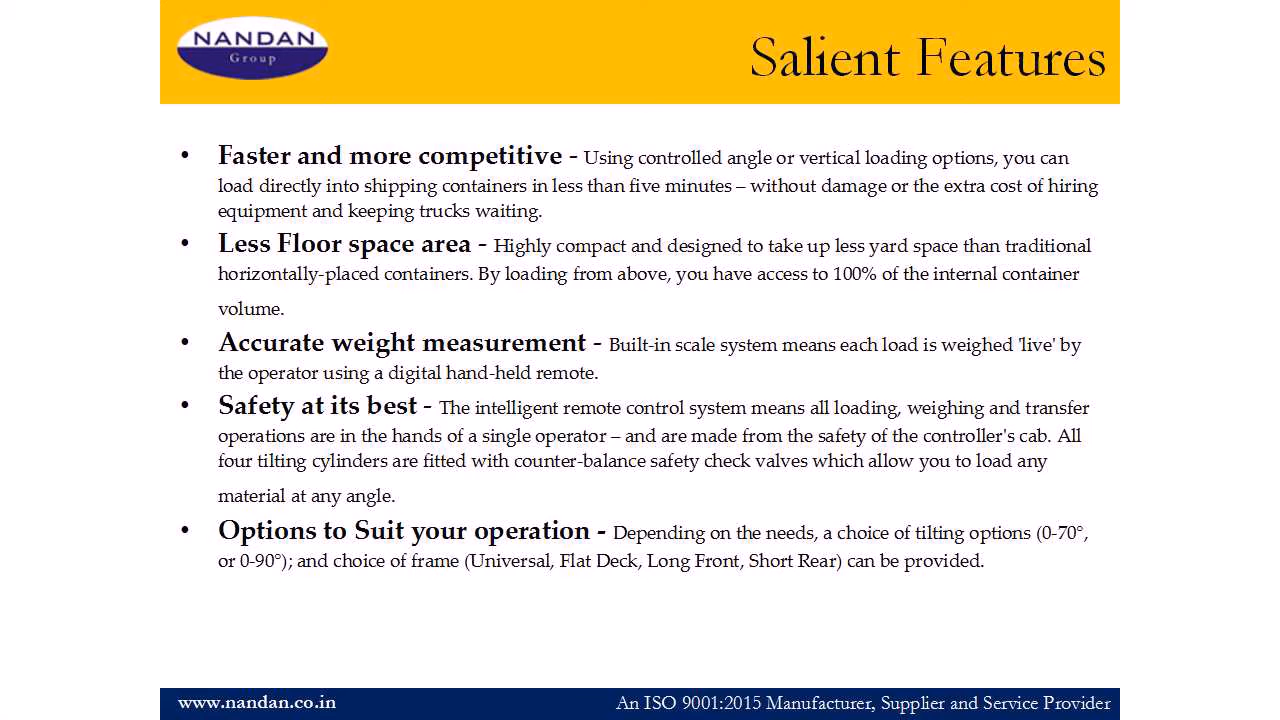 NANDAN
Group
Salient Features
• Faster and more competitive - Using controlled angle or vertical loading options, you can
load directly into shipping containers in less than five minutes – without damage or the extra cost of hiring
equipment and keeping trucks waiting.
• Less Floor space area - Highly compact and designed to take up less yard space than traditional
horizontally-placed containers. By loading from above, you have access to 100% of the internal container
volume.
• Accurate weight measurement - Built-in scale system means each load is weighed 'live' by
the operator using a digital hand-held remote.
• Safety at its best - The intelligent remote control system means all loading, weighing and transfer
operations are in the hands of a single operator – and are made from the safety of the controller's cab. All
four tilting cylinders are fitted with counter-balance safety check valves which allow you to load any
material at any angle.
• Options to Suit your operation - Depending on the needs, a choice of tilting options (0-70°,
or 0-90°); and choice of frame (Universal, Flat Deck, Long Front, Short Rear) can be provided.
www.nandan.co.in
An ISO 9001:2015 Manufacturer, Supplier and Service Provider